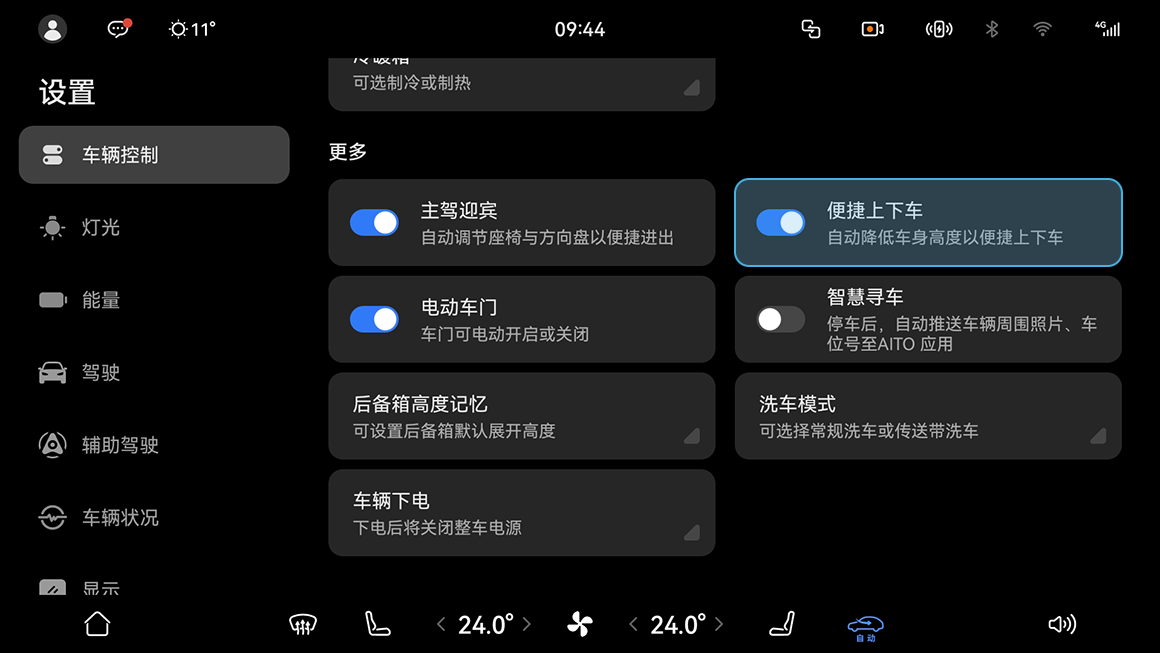 11°
09:44
4G
设置
冷暖箱
可选制冷或制热
车辆控制
更多
主驾迎宾
自动调节座椅与方向盘以便捷进出
便捷上下车
自动降低车身高度以便捷上下车
灯光
能量
电动车门
车门可电动开启或关闭
智慧寻车
停车后，自动推送车辆周围照片、车
位号至AITO 应用
驾驶
后备箱高度记忆
可设置后备箱默认展开高度
洗车模式
可选择常规洗车或传送带洗车
辅助驾驶
车辆下电
下电后将关闭整车电源
车辆状况
显示
24.0°
24.0°
自动